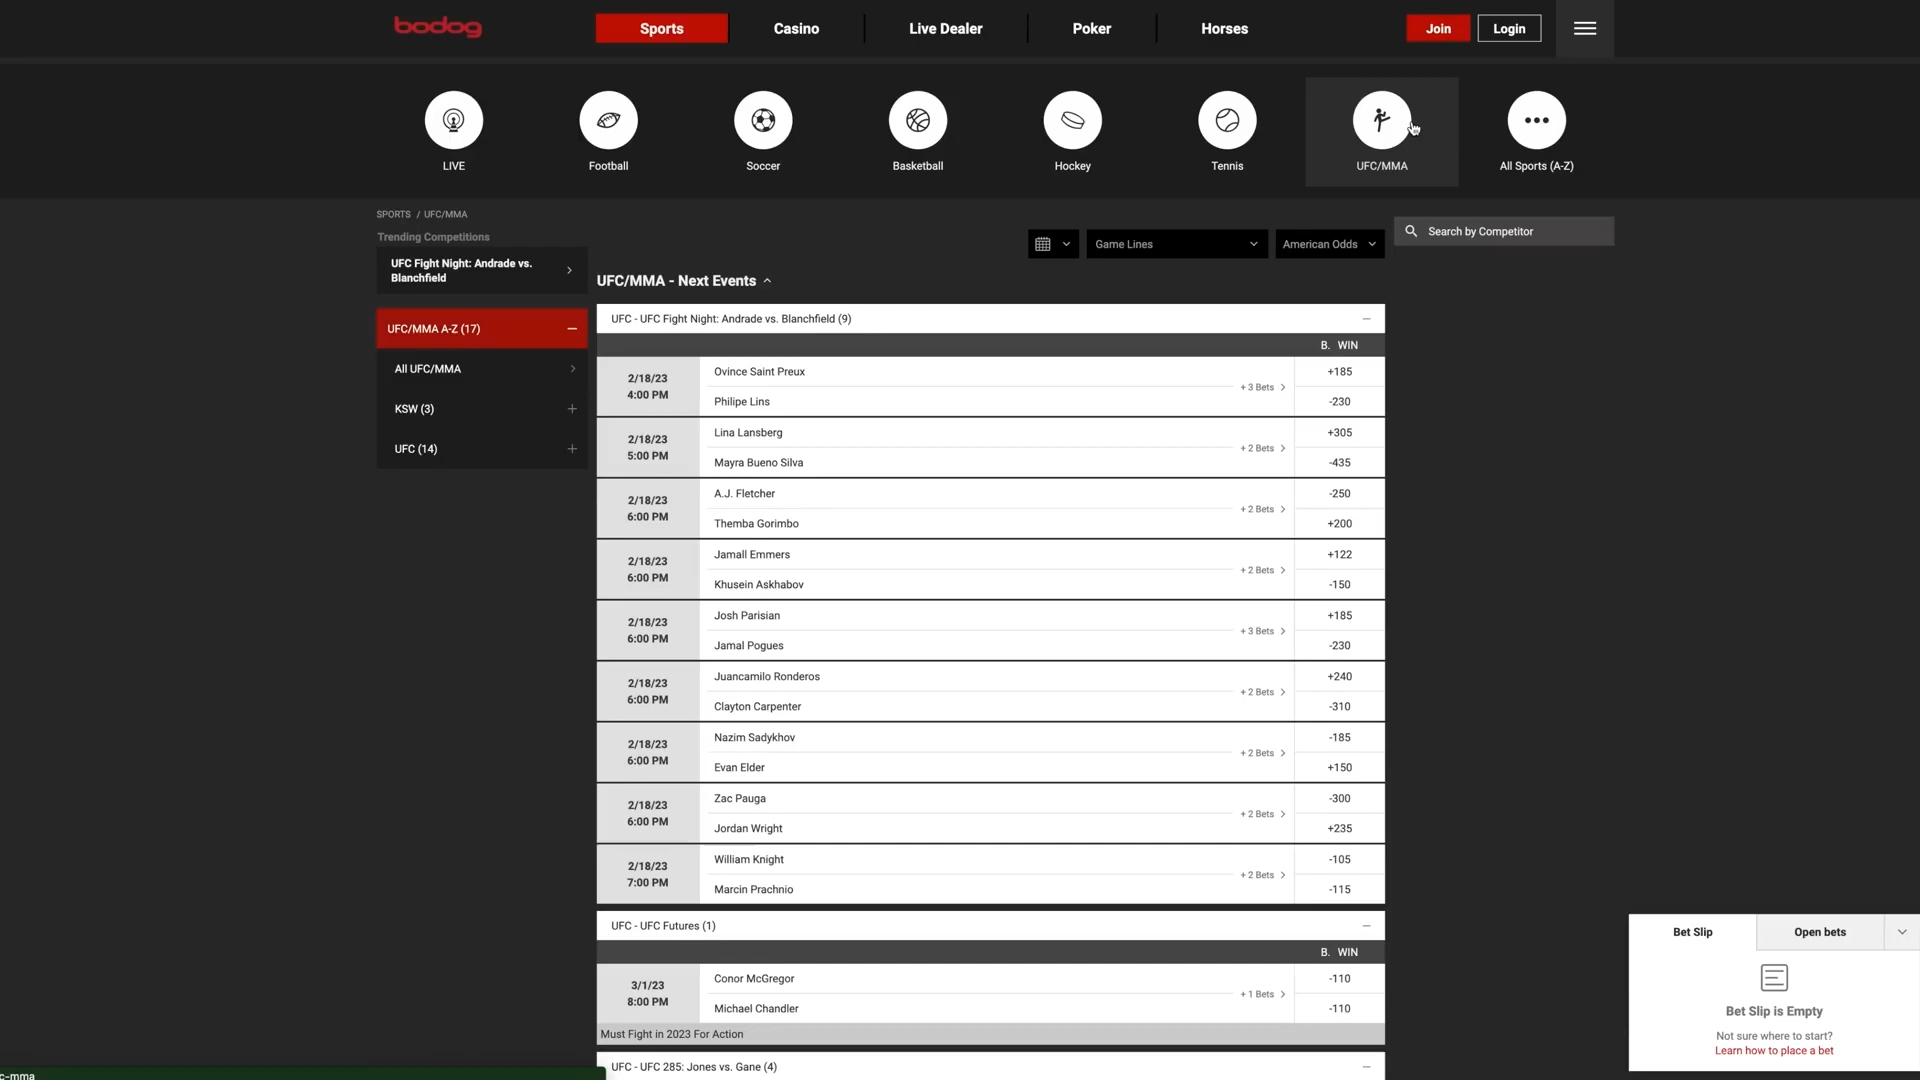 bodog
Sports
Casino
Live Dealer
Poker
Horses
Join
Login
LIVE
Football
Soccer
Basketball
Hockey
Tennis
UFC/MMA
All Sports (A-Z)
SPORTS / UFC/MMA
Trending Competitions
UFC Fight Night: Andrade vs.
Blanchfield
UFC/MMA A-Z (17)
All UFC/MMA
KSW (3)
UFC (14)
Game Lines
American Odds
Search by Competitor
UFC/MMA - Next Events
UFC - UFC Fight Night: Andrade vs. Blanchfield (9)
B. WIN
2/18/23
4:00 PM
Ovince Saint Preux
Philipe Lins
+ 3 Bets
+185
-230
2/18/23
5:00 PM
Lina Lansberg
Mayra Bueno Silva
+ 2 Bets
+305
-435
2/18/23
6:00 PM
A.J. Fletcher
Themba Gorimbo
+ 2 Bets
-250
+200
2/18/23
6:00 PM
Jamall Emmers
Khusein Askhabov
+ 2 Bets
+122
-150
2/18/23
6:00 PM
Josh Parisian
Jamal Pogues
+ 3 Bets
+185
-230
2/18/23
6:00 PM
Juancamilo Ronderos
Clayton Carpenter
+ 2 Bets
+240
-310
2/18/23
6:00 PM
Nazim Sadykhov
Evan Elder
+ 2 Bets
-185
+150
2/18/23
6:00 PM
Zac Pauga
Jordan Wright
+ 2 Bets
-300
+235
2/18/23
7:00 PM
William Knight
Marcin Prachnio
+ 2 Bets
-105
-115
UFC - UFC Futures (1)
B. WIN
3/1/23
8:00 PM
Conor McGregor
Michael Chandler
+ 1 Bets
-110
-110
Must Fight in 2023 For Action
UFC - UFC 285: Jones vs. Gane (4)
Bet Slip
Open bets
Bet Slip is Empty
Not sure where to start?
Learn how to place a bet
c-mma